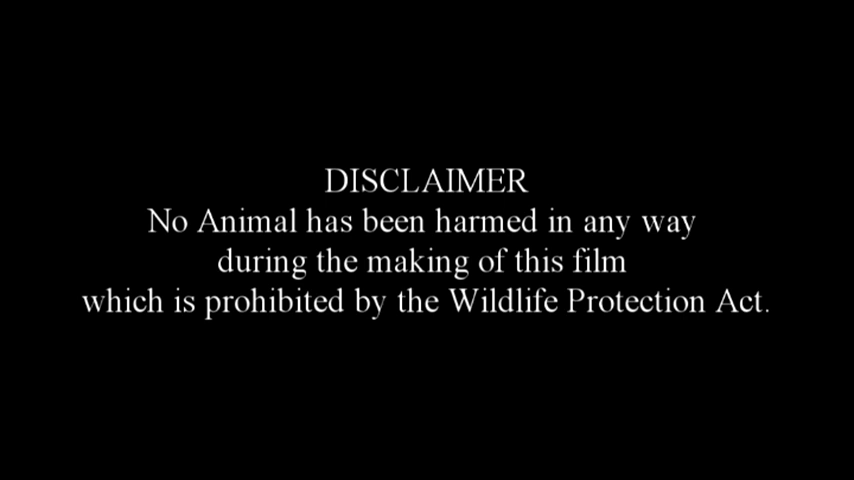 DISCLAIMER
No Animal has been harmed in any way
during the making of this film
which is prohibited by the Wildlife Protection Act.